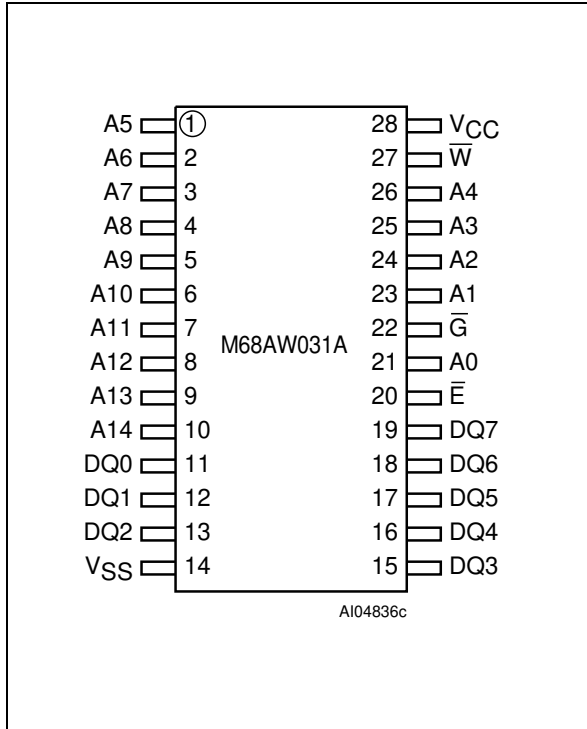 A5 1 28 VCC
A6 2 27 W̅
A7 3 26 A4
A8 4 25 A3
A9 5 24 A2
A10 6 23 A1
A11 7 22 G̅
M68AW031A
A12 8 21 A0
A13 9 20 E̅
A14 10 19 DQ7
DQ0 11 18 DQ6
DQ1 12 17 DQ5
DQ2 13 16 DQ4
VSS 14 15 DQ3
AI04836c